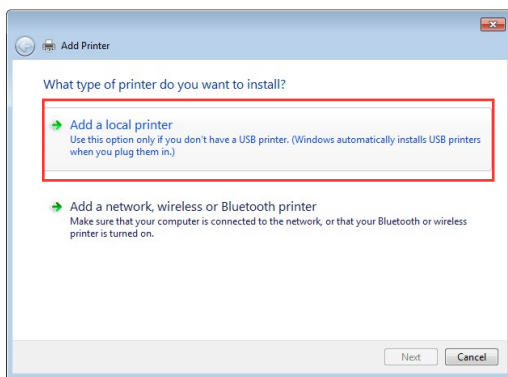 Add Printer
What type of printer do you want to install?
Add a local printer
Use this option only if you don't have a USB printer. (Windows automatically installs USB printers
when you plug them in.)
Add a network, wireless or Bluetooth printer
Make sure that your computer is connected to the network, or that your Bluetooth or wireless
printer is turned on.
Next Cancel